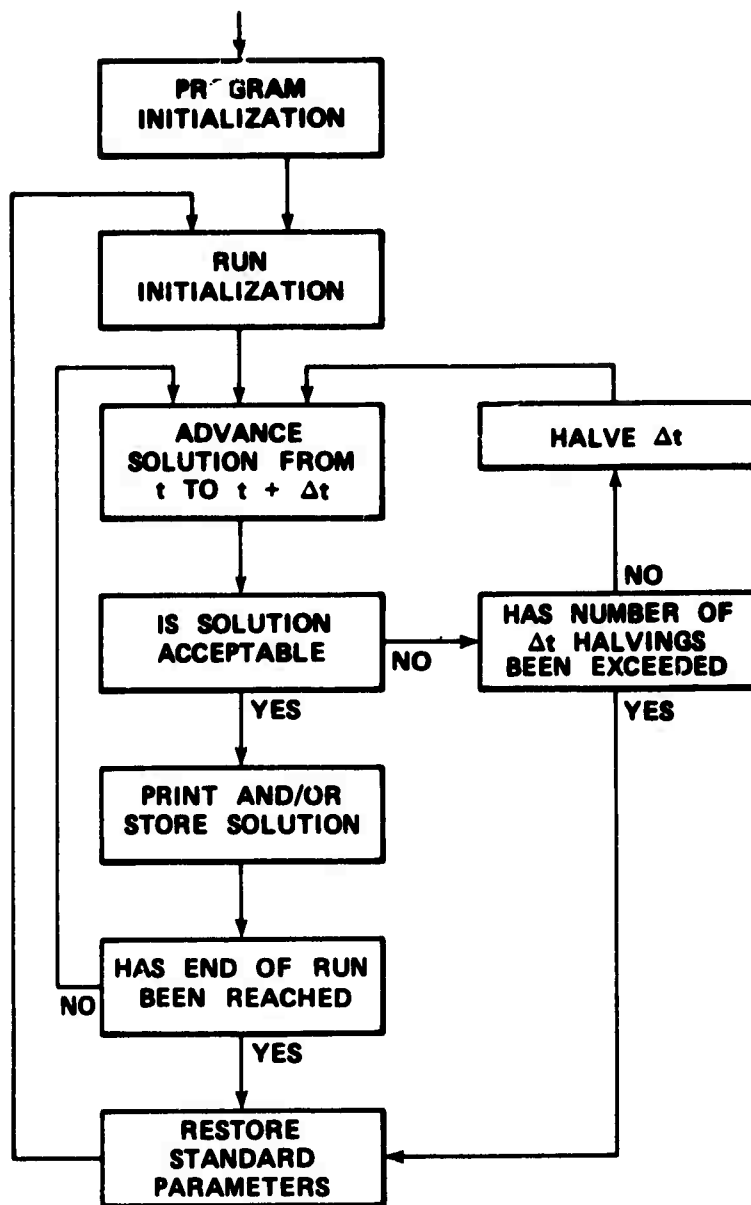 PROGRAM
INITIALIZATION
RUN
INITIALIZATION
ADVANCE
SOLUTION FROM
t TO t + Δt
HALVE Δt
NO
IS SOLUTION
ACCEPTABLE
NO
HAS NUMBER OF
Δt HALVINGS
BEEN EXCEEDED
YES
YES
PRINT AND/OR
STORE SOLUTION
HAS END OF RUN
BEEN REACHED
NO
YES
RESTORE
STANDARD
PARAMETERS